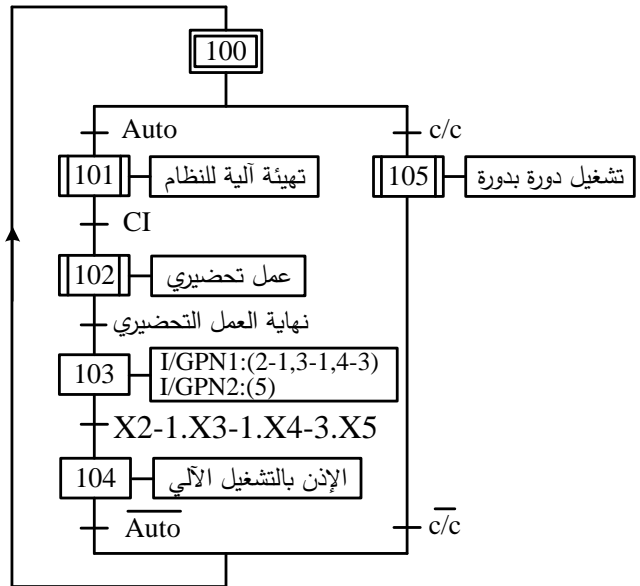 100
Auto
c/c
101
تهيئة آلية للنظام
105
تشغيل دورة بدورة
CI
102
عمل تحضيري
نهاية العمل التحضيري
103
I/GPN1:(2-1,3-1,4-3)
I/GPN2:(5)
X2-1.X3-1.X4-3.X5
104
الإذن بالتشغيل الآلي
A̅u̅t̅o̅
c̅/̅c̅